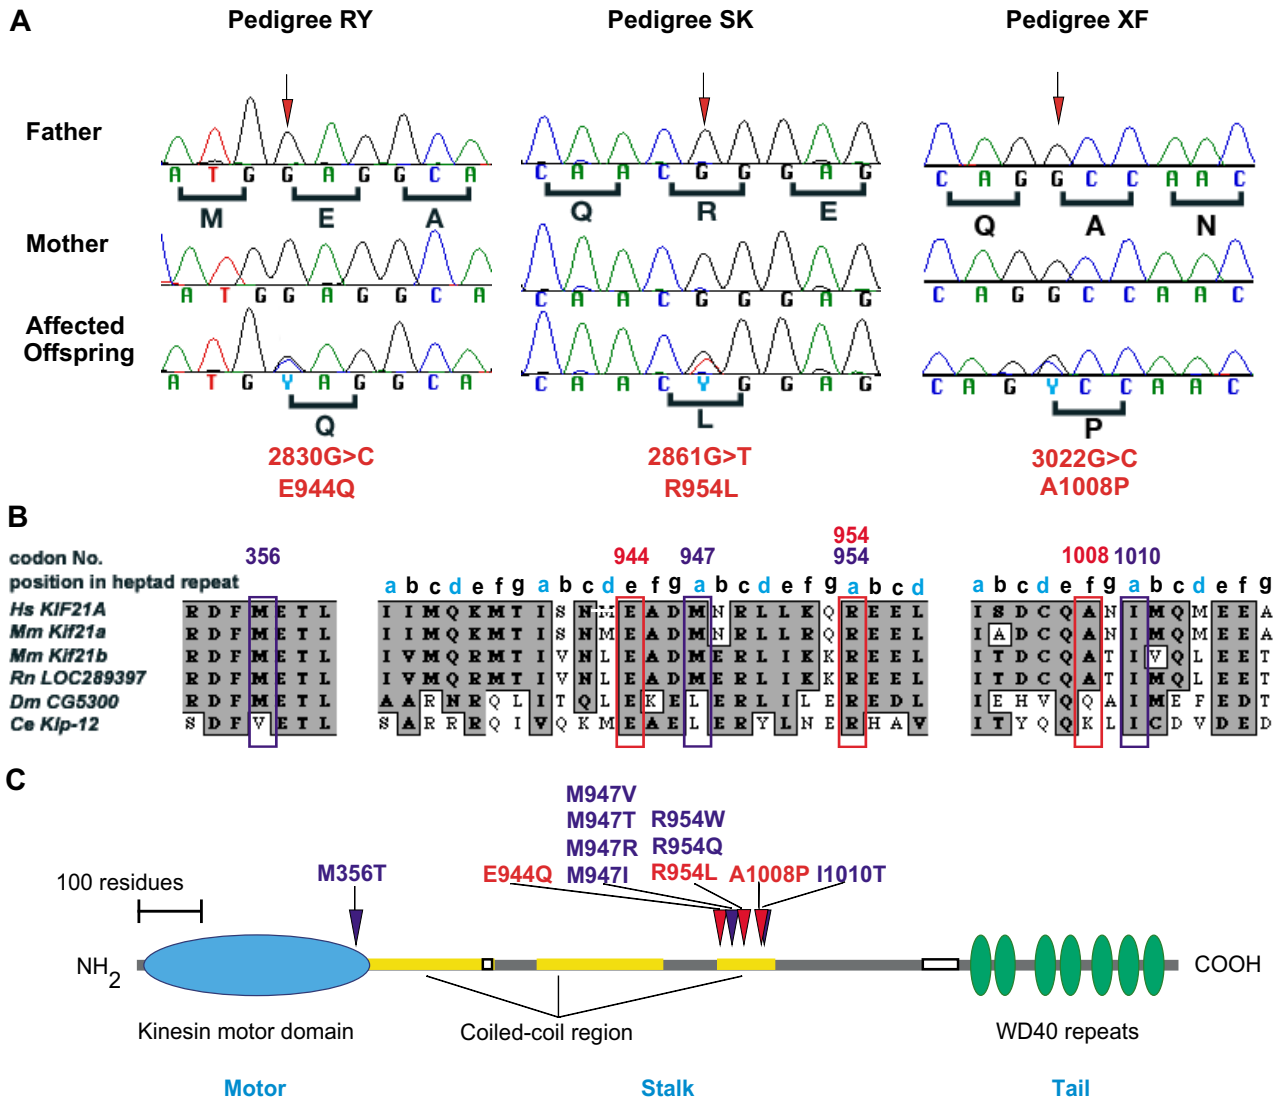 A
Pedigree RY
Pedigree SK
Pedigree XF
Father
A T G G A G G C A
C A A C G G G A G
C A G G C C A A C
M E A
Q R E
Q A N
Mother
A T G G A G G C A
C A A C G G G A G
C A G G C C A A C
Affected
Offspring
A T G Y A G G C A
C A A C Y G G A G
C A G Y C C A A C
Q
L
P
2830G>C
E944Q
2861G>T
R954L
3022G>C
A1008P
B
954
codon No. 356 944 947 954 1008 1010
position in heptad repeat a b c d e f g a b c d e f g a b c d e f g a b c d a b c d e f g a b c d e f g
Hs KIF21A R D F M E T L I I M Q K M T I S N M E A D M N R L L K Q R E E L I S D C Q A N I M Q M E E A
Mm Kif21a R D F M E T L I I M Q K M T I S N M E A D M N R L L R Q R E E L I A D C Q A N I M Q M E E A
Mm Kif21b R D F M E T L I V M Q R M T I V N L E A D M E R L I K K R E E L I T D C Q A T I V Q L E E T
Rn LOC289397 R D F M E T L I V M Q R M T I V N L E A D M E R L I K K R E E L I T D C Q A T I M Q L E E T
Dm CG5300 R D F M E T L A A R N R Q L I T Q L E K E L E R L I L E R E D L I E H V Q Q A I M E F E D T
Ce Klp-12 S D F V E T L S A R R R Q I V Q K M E A E L E R Y L N E R H A V I T Y Q Q K L I C D V D E D
C
M947V
M947T R954W
M947R R954Q
M356T E944Q M947I R954L A1008P I1010T
100 residues
NH2
COOH
Kinesin motor domain
Coiled-coil region
WD40 repeats
Motor
Stalk
Tail